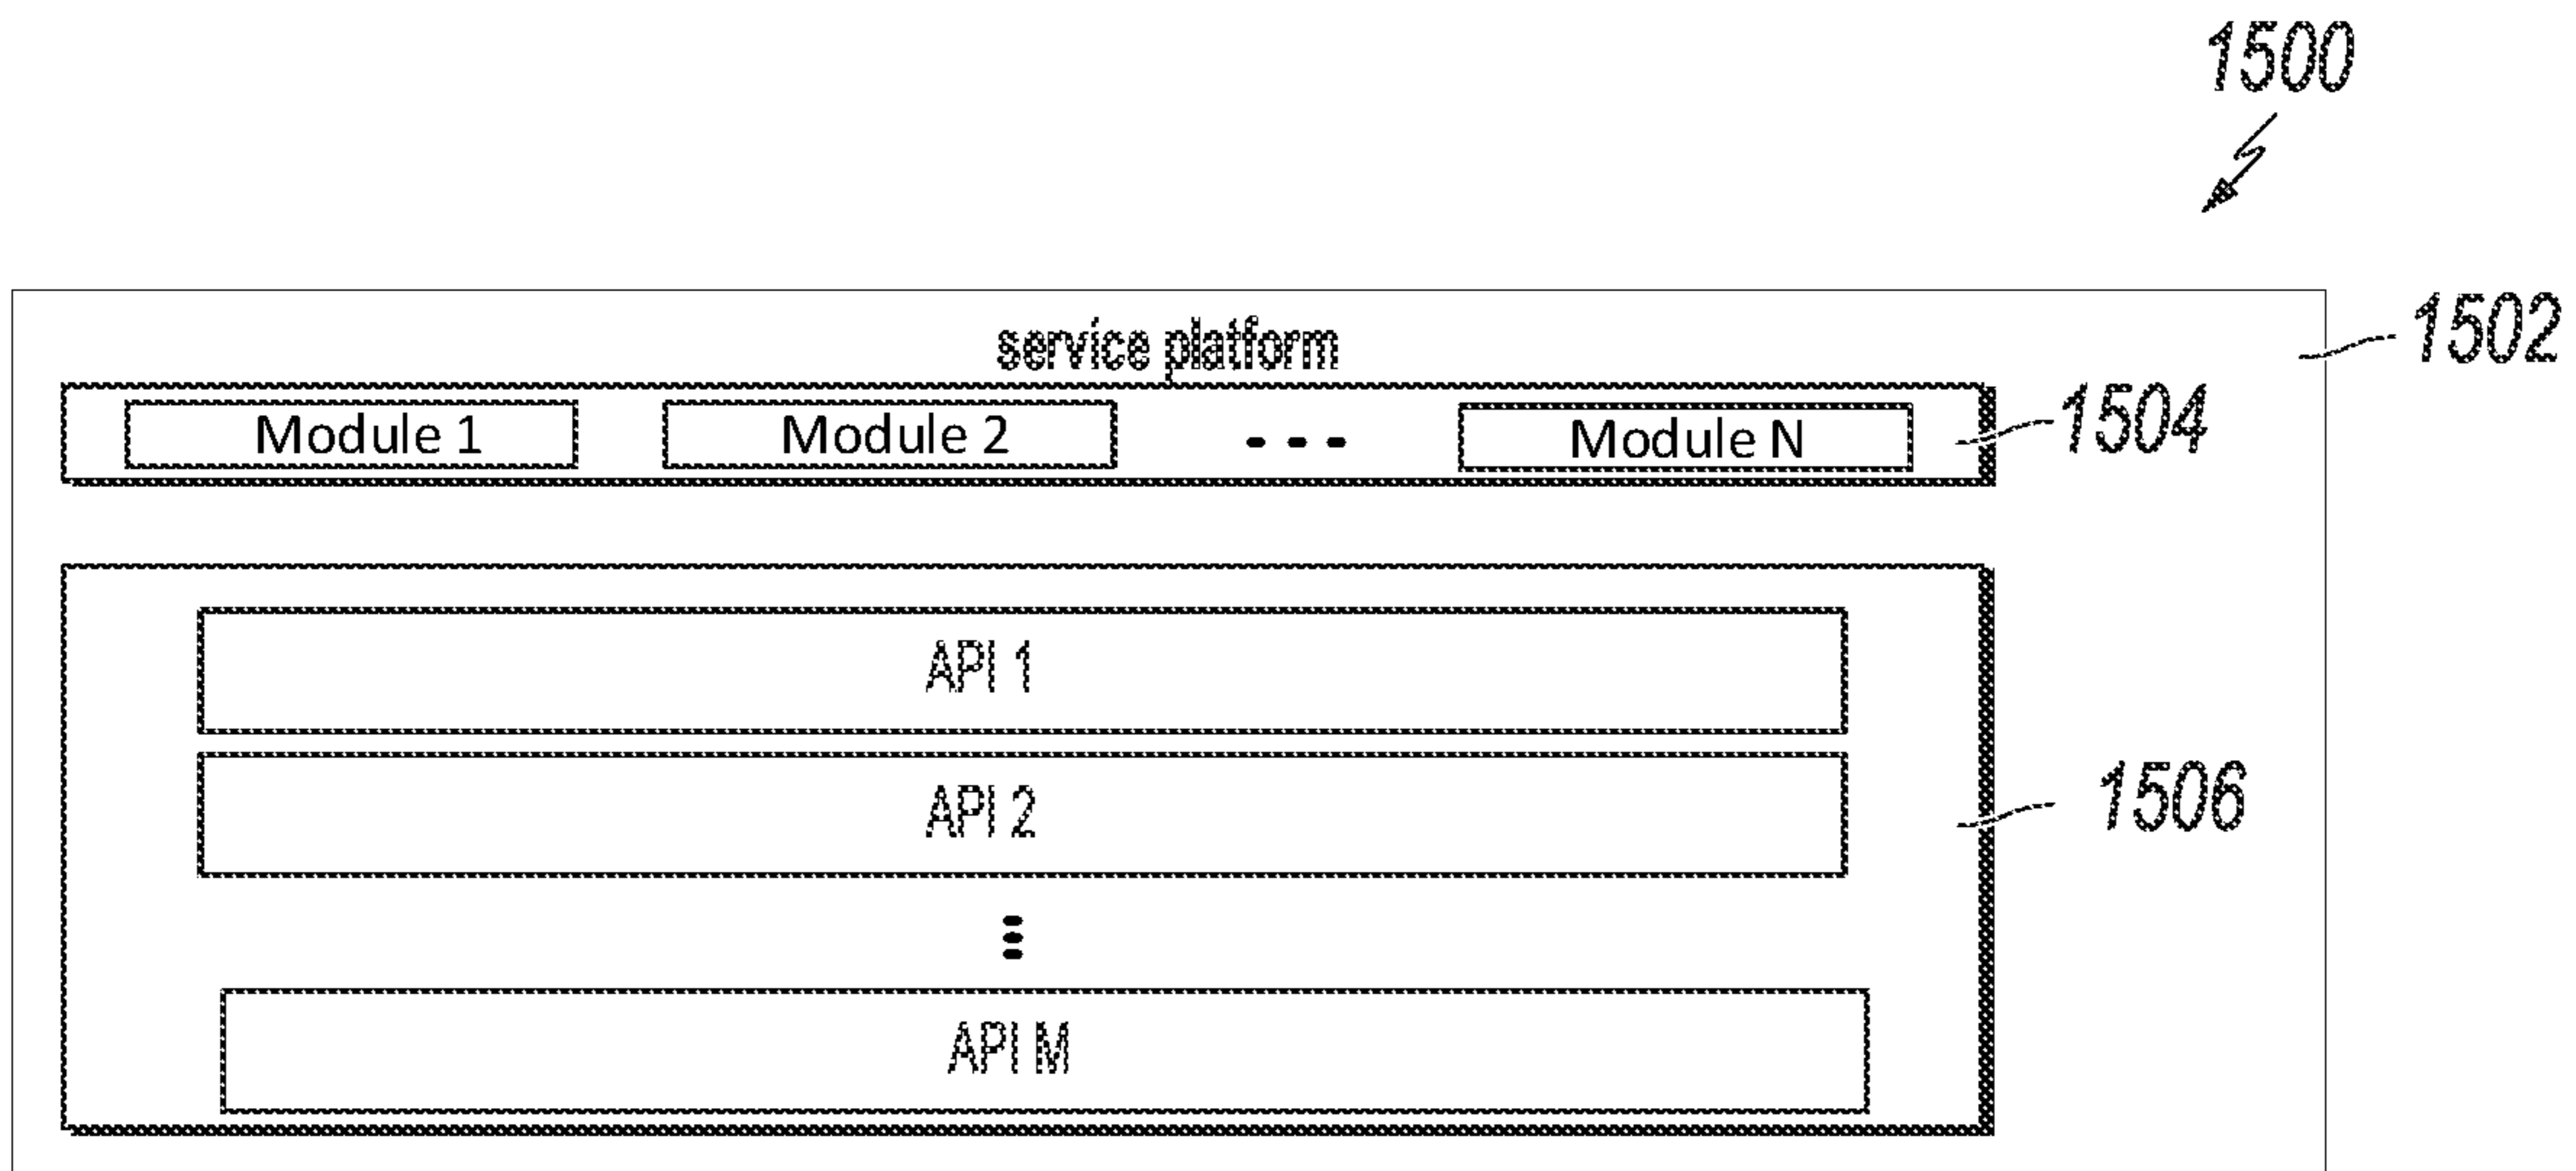 1500
service platform
1502
Module 1 Module 2 Module N
1504
API 1
API 2
1506
API M